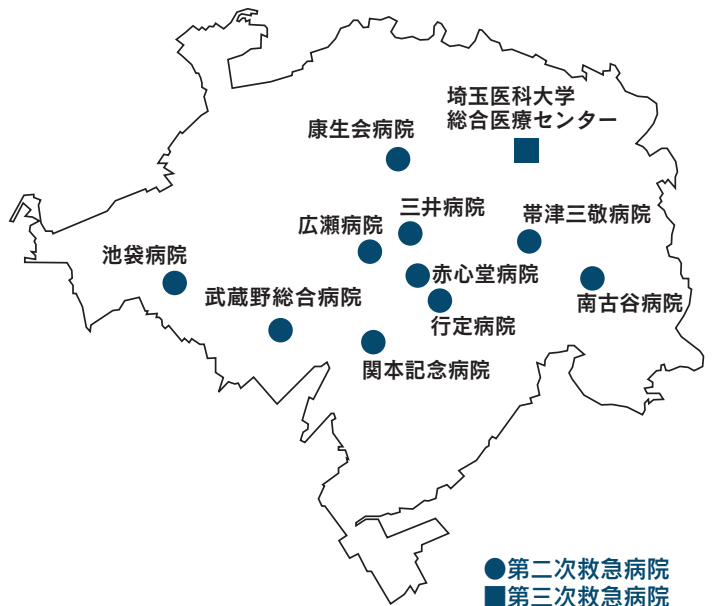 埼玉医科大学
総合医療センター
康生会病院
三井病院
帯津三敬病院
広瀬病院
池袋病院
赤心堂病院
武蔵野総合病院
南古谷病院
行定病院
関本記念病院
●第二次救急病院
■第三次救急病院